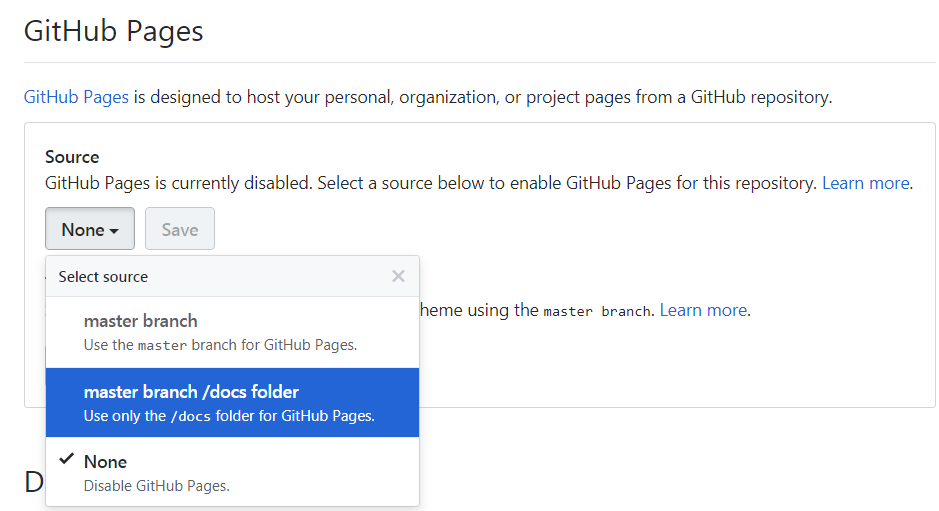 GitHub Pages
GitHub Pages is designed to host your personal, organization, or project pages from a GitHub repository.
Source
GitHub Pages is currently disabled. Select a source below to enable GitHub Pages for this repository. Learn more.
None
Save
Select source
heme using the master branch. Learn more.
master branch
Use the master branch for GitHub Pages.
master branch /docs folder
Use only the /docs folder for GitHub Pages.
None
Disable GitHub Pages.
D